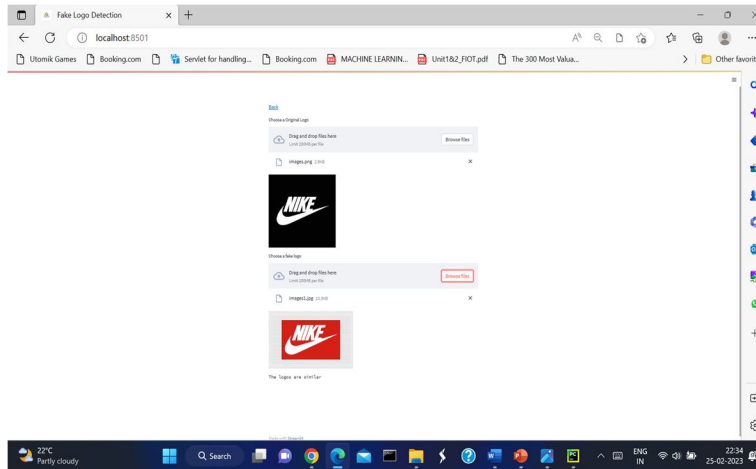 Fake Logo Detection
localhost:8501
Utomik Games
Booking.com
Servlet for handling...
Booking.com
MACHINE LEARNIN...
Unit1&2_FIOT.pdf
The 300 Most Valua...
Other favorit
Back
Choose a Original Logo
Drag and drop files here
Limit 200MB per file
Browse files
images.png
NIKE
Choose a fake logo
Drag and drop files here
Limit 200MB per file
Browse files
images1.jpg
NIKE
The logos are similar
22°C
Partly cloudy
Search
ENG
IN
22:34
25-02-2023